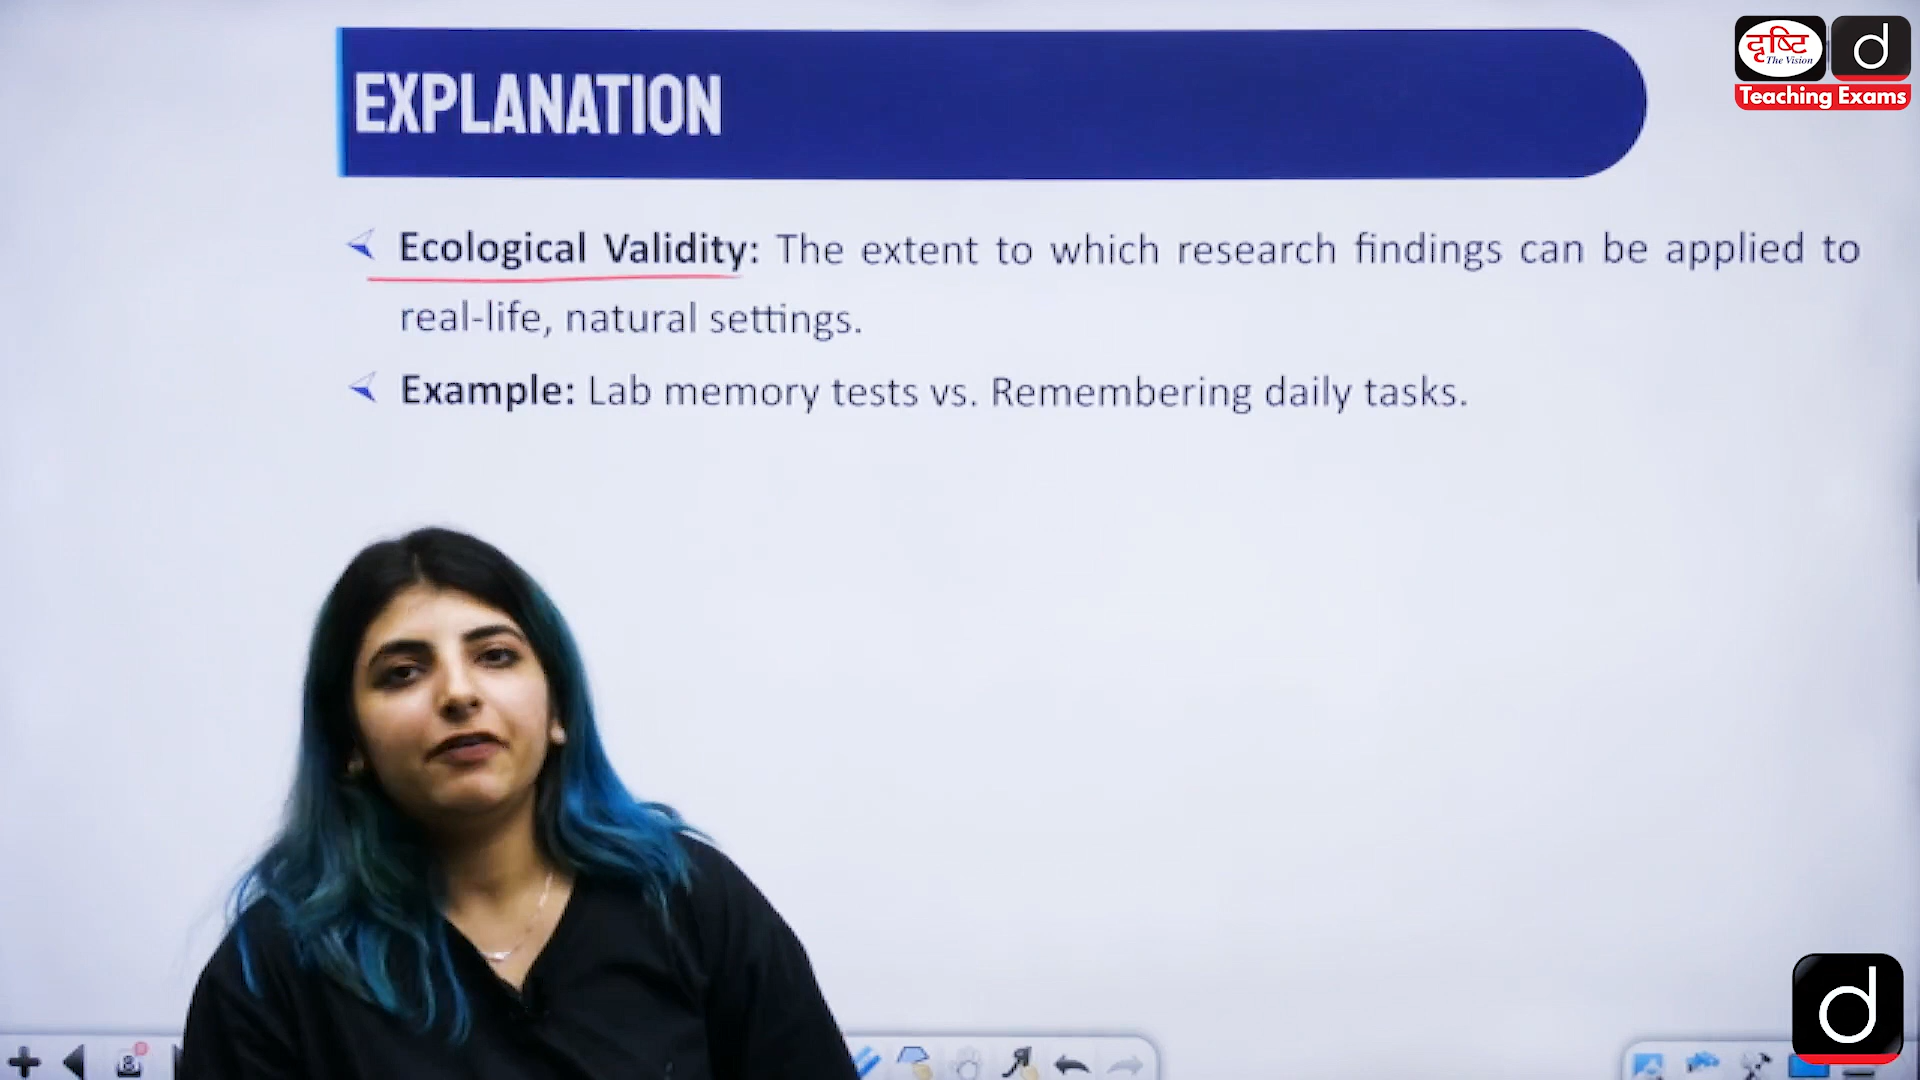 दृष्टि
The Vision
d
Teaching Exams
EXPLANATION
Ecological Validity: The extent to which research findings can be applied to
real-life, natural settings.
Example: Lab memory tests vs. Remembering daily tasks.
d